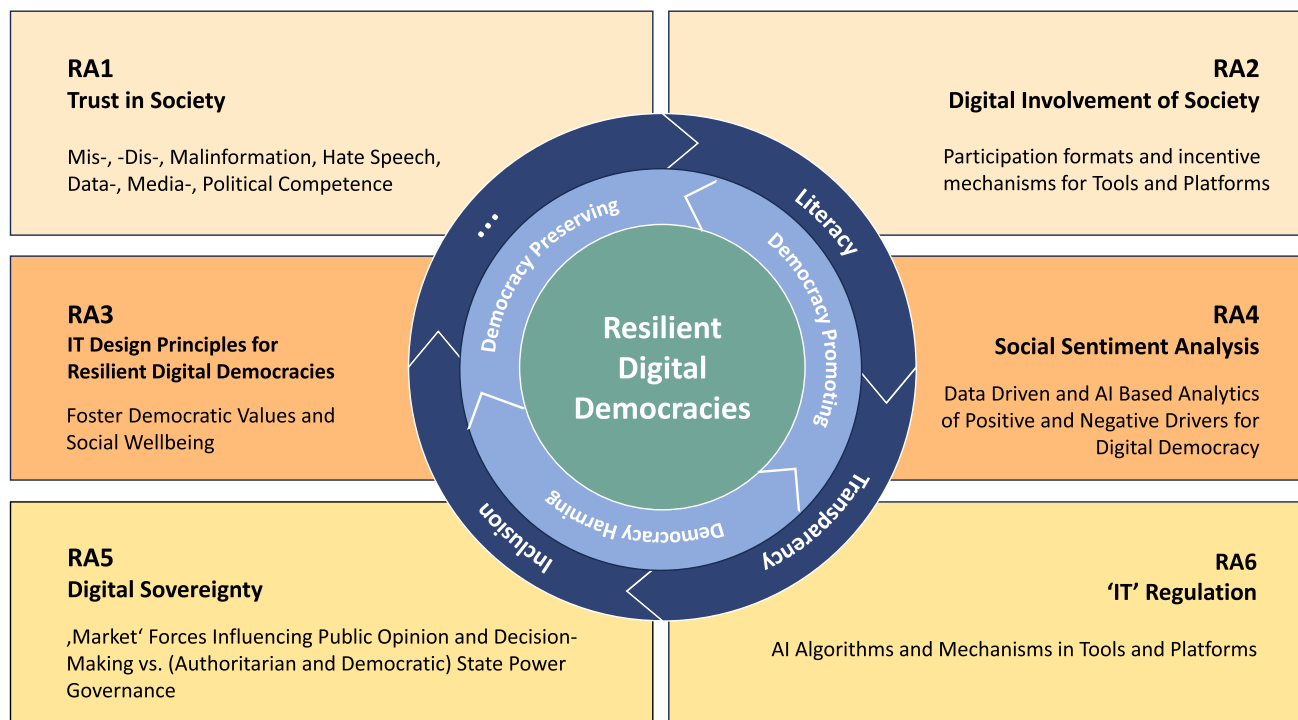 RA1
Trust in Society
Mis-, -Dis-, Malinformation, Hate Speech,
Data-, Media-, Political Competence
RA2
Digital Involvement of Society
Participation formats and incentive
mechanisms for Tools and Platforms
RA3
IT Design Principles for
Resilient Digital Democracies
Foster Democratic Values and
Social Wellbeing
RA4
Social Sentiment Analysis
Data Driven and AI Based Analytics
of Positive and Negative Drivers for
Digital Democracy
RA5
Digital Sovereignty
‚Market‘ Forces Influencing Public Opinion and Decision-
Making vs. (Authoritarian and Democratic) State Power
Governance
RA6
‘IT’ Regulation
AI Algorithms and Mechanisms in Tools and Platforms
...
Literacy
Transparency
Inclusion
Democracy Preserving
Democracy Promoting
Democracy Harming
Resilient
Digital
Democracies